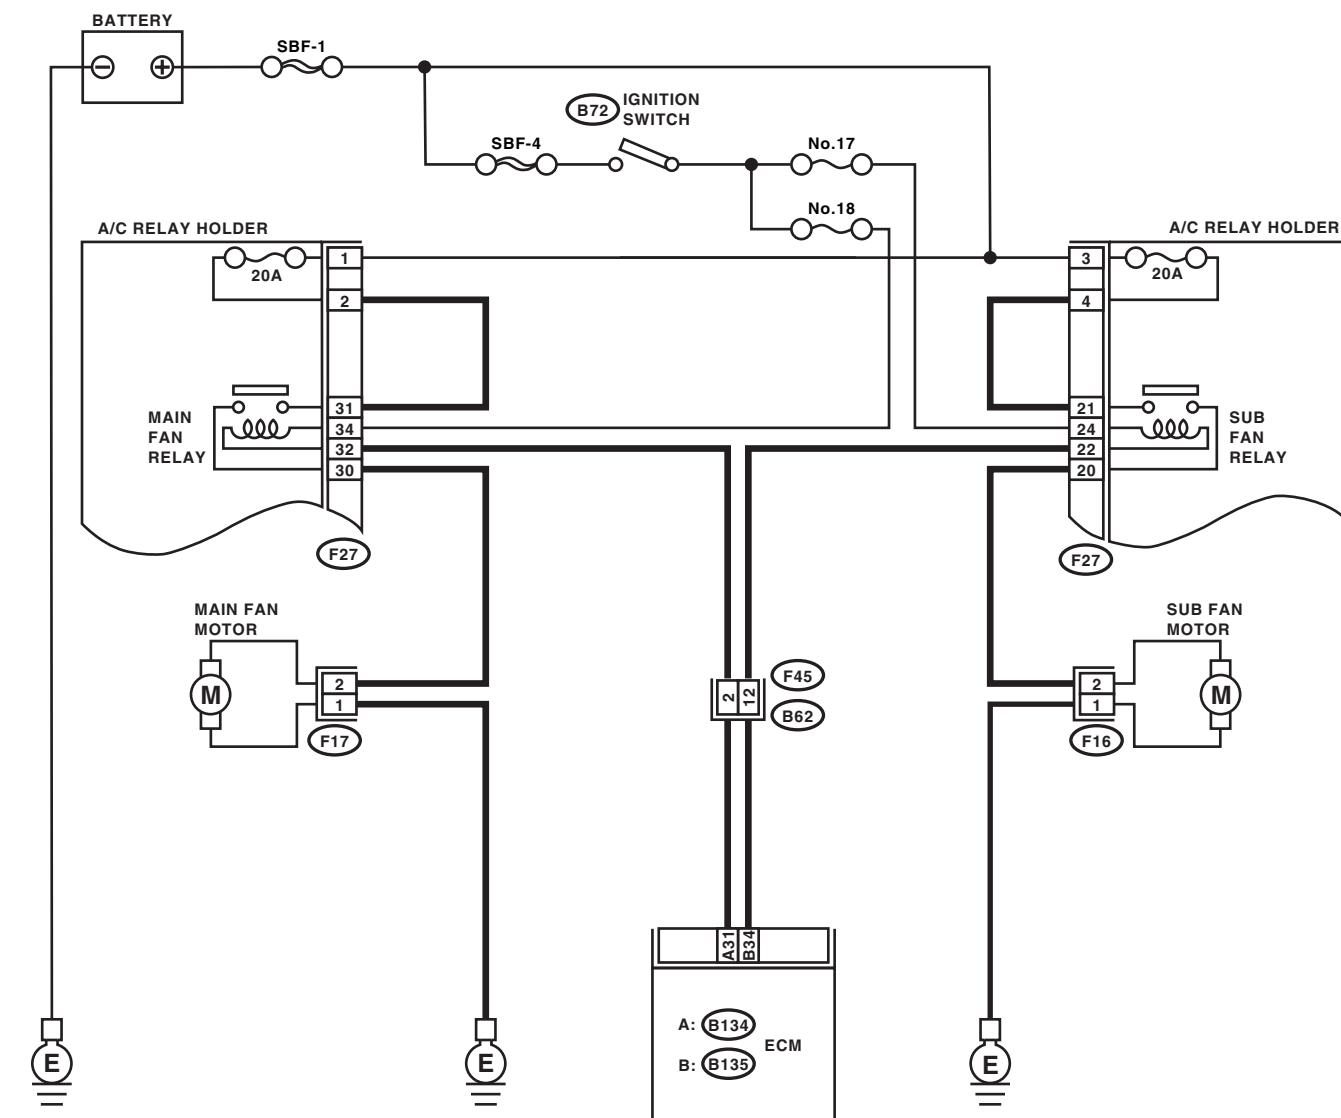 BATTERY
SBF-1
B72
IGNITION
SWITCH
SBF-4
No.17
No.18
A/C RELAY HOLDER
A/C RELAY HOLDER
20A
1
2
3
4
20A
MAIN
FAN
RELAY
31
34
32
30
21
24
22
20
SUB
FAN
RELAY
F27
F27
MAIN FAN
MOTOR
M
2
1
F17
2
12
F45
B62
SUB FAN
MOTOR
2
1
M
F16
A31
B34
A:
B134
B:
B135
ECM
E
E
E